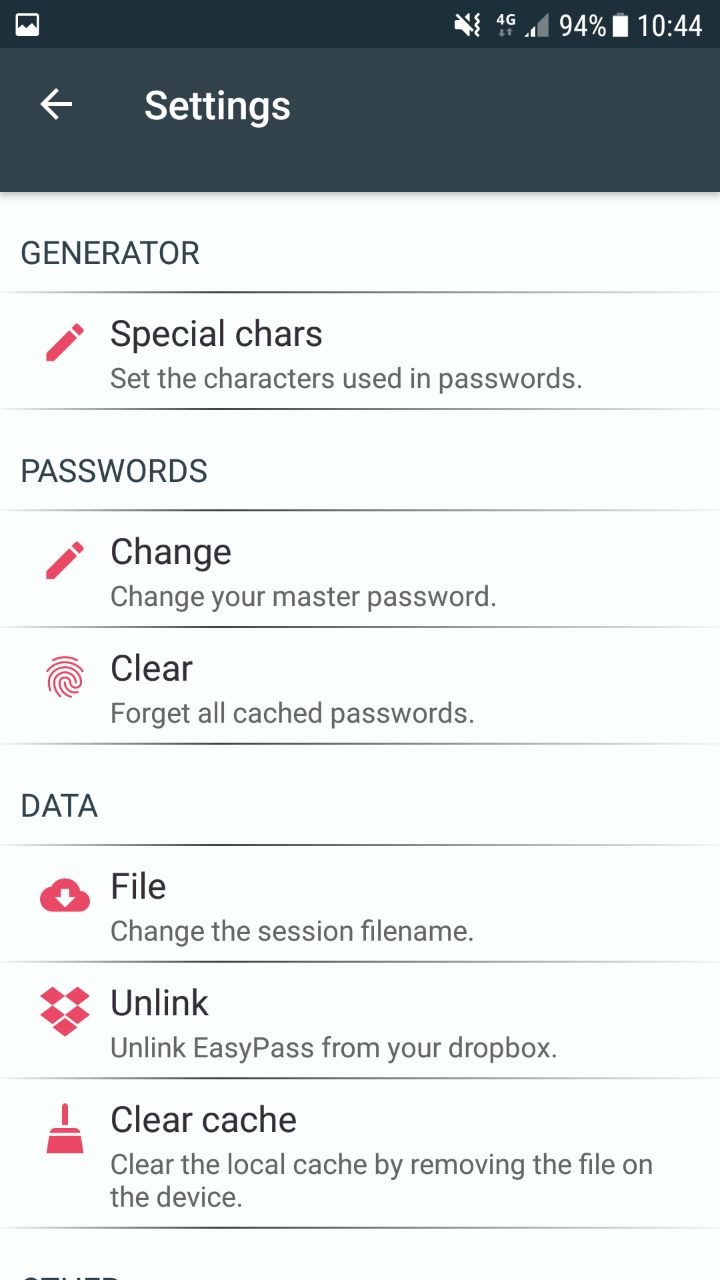 4G 94% 10:44
Settings
GENERATOR
Special chars
Set the characters used in passwords.
PASSWORDS
Change
Change your master password.
Clear
Forget all cached passwords.
DATA
File
Change the session filename.
Unlink
Unlink EasyPass from your dropbox.
Clear cache
Clear the local cache by removing the file on
the device.